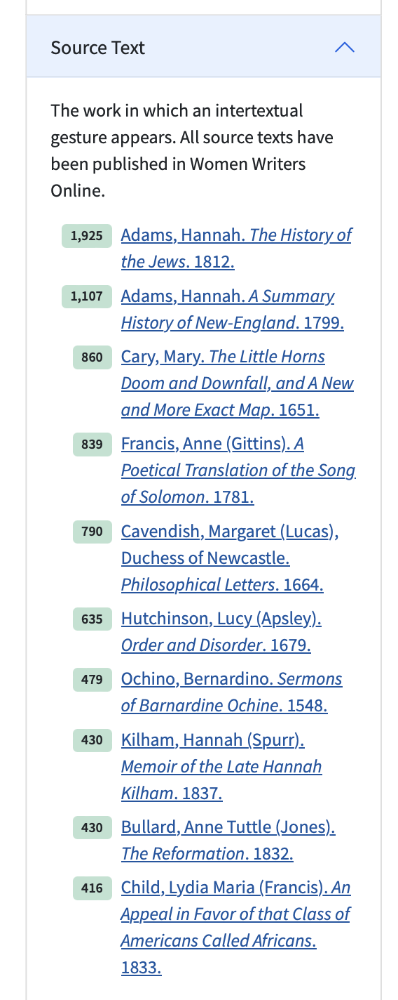 Source Text
The work in which an intertextual
gesture appears. All source texts have
been published in Women Writers
Online.
1,925 Adams, Hannah. The History of
the Jews. 1812.
1,107 Adams, Hannah. A Summary
History of New-England. 1799.
860 Cary, Mary. The Little Horns
Doom and Downfall, and A New
and More Exact Map. 1651.
839 Francis, Anne (Gittins). A
Poetical Translation of the Song
of Solomon. 1781.
790 Cavendish, Margaret (Lucas),
Duchess of Newcastle.
Philosophical Letters. 1664.
635 Hutchinson, Lucy (Apsley).
Order and Disorder. 1679.
479 Ochino, Bernardino. Sermons
of Barnardine Ochine. 1548.
430 Kilham, Hannah (Spurr).
Memoir of the Late Hannah
Kilham. 1837.
430 Bullard, Anne Tuttle (Jones).
The Reformation. 1832.
416 Child, Lydia Maria (Francis). An
Appeal in Favor of that Class of
Americans Called Africans.
1833.